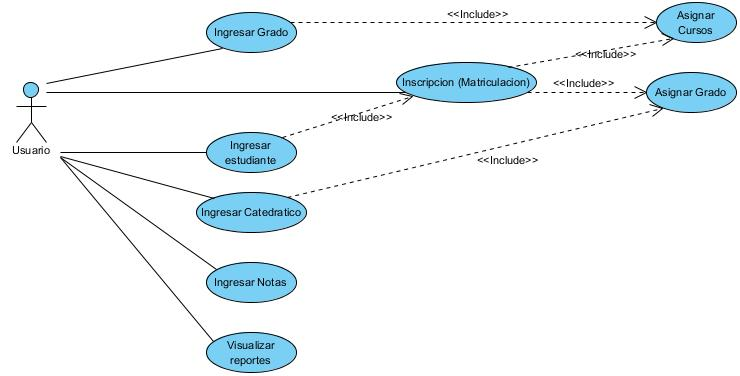 Ingresar Grado
<<Include>>
Asignar
Cursos
<<Include>>
Inscripcion (Matriculacion)
<<Include>>
Asignar Grado
<<Include>>
Usuario
Ingresar
estudiante
<<Include>>
Ingresar Catedratico
Ingresar Notas
Visualizar
reportes